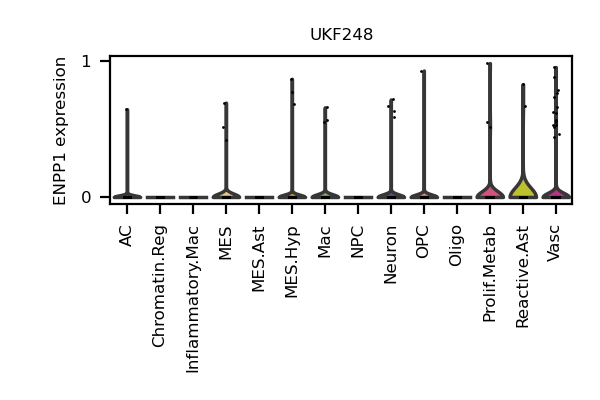 UKF248
ENPP1 expression
1
0
AC
Chromatin.Reg
Inflammatory.Mac
MES
MES.Ast
MES.Hyp
Mac
NPC
Neuron
OPC
Oligo
Prolif.Metab
Reactive.Ast
Vasc